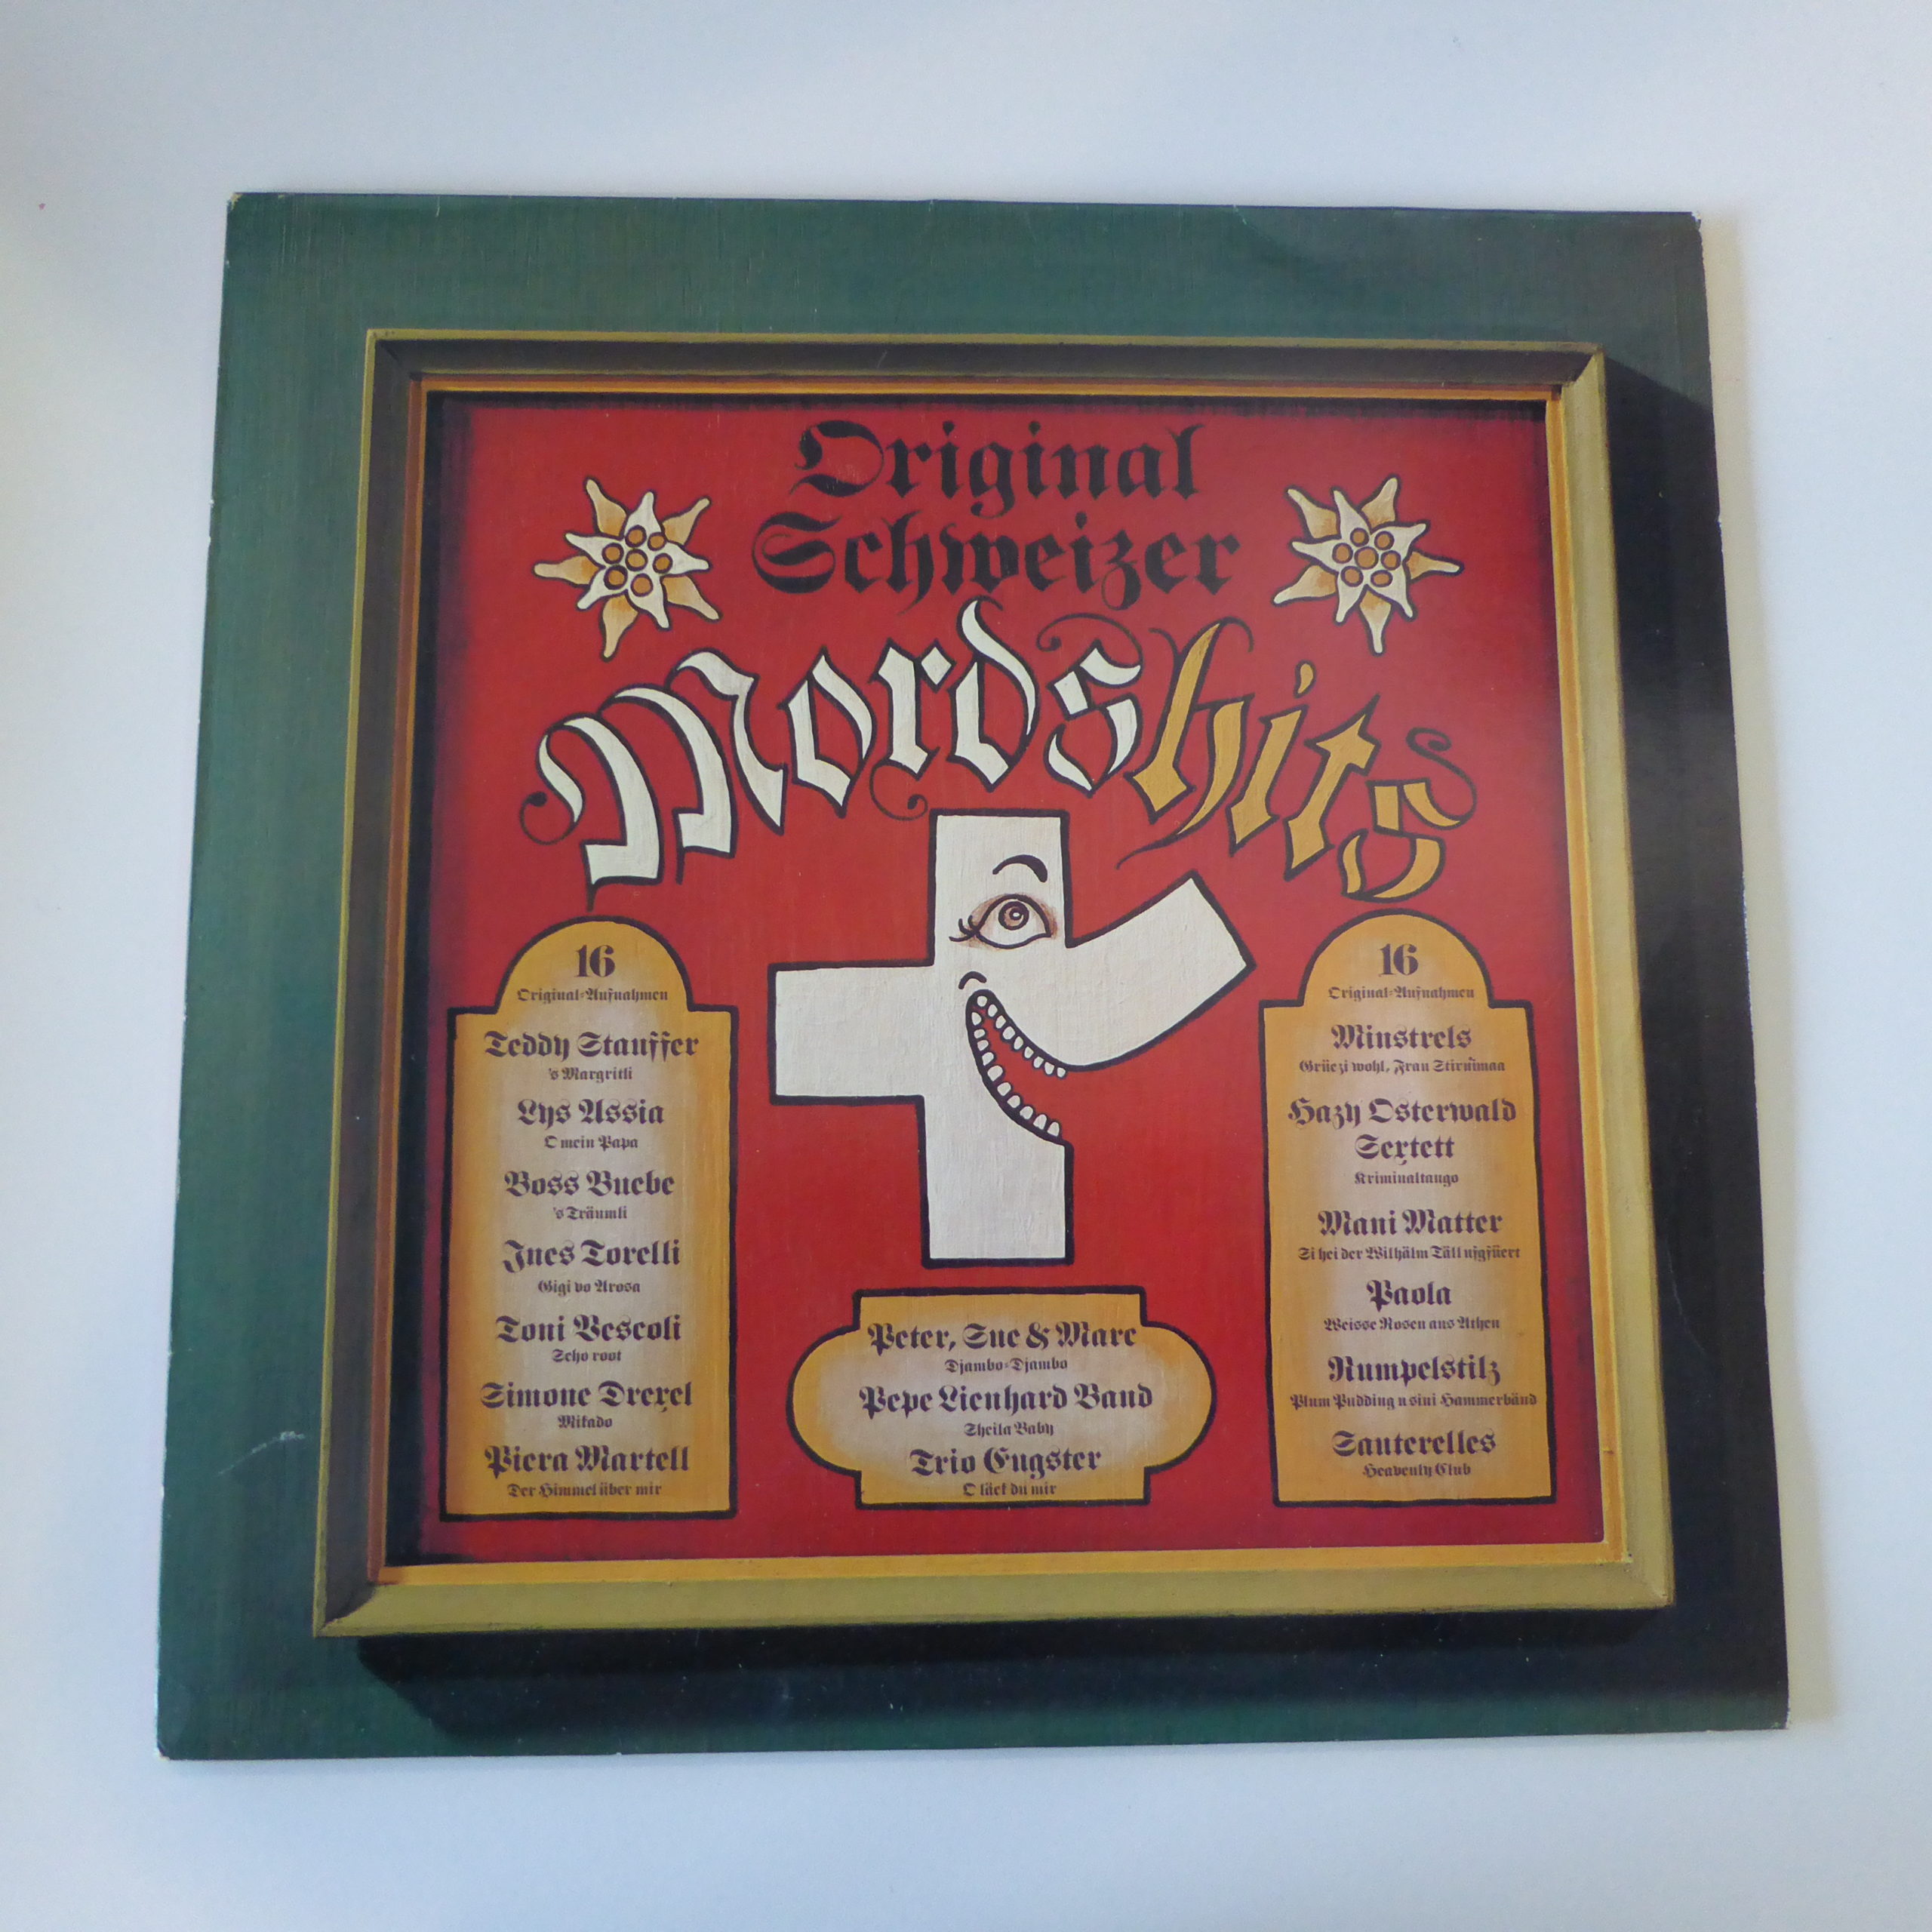 Original
Schweizer
Mordshits
16
Original-Aufnahmen
Teddy Stauffer
's Margritli
Lys Assia
O mein Papa
Boss Buebe
's Träumli
Ines Torelli
Gigi vo Arosa
Toni Vescoli
Scho root
Simone Drexel
Mikado
Piera Martell
Der Himmel über mir
Peter, Sue & Marc
Djambo-Djambo
Pepe Lienhard Band
Sheila Baby
Trio Eugster
O läck du mir
16
Original-Aufnahmen
Minstrels
Grüezi wohl, Frau Stirnimaa
Hazy Osterwald
Sextett
Kriminaltango
Mani Matter
Si hei der Wilhälm Täll ufgfüert
Paola
Weisse Rosen aus Athen
Rumpelstilz
Plum Pudding u sini Hammerbänd
Sauterelles
Heavenly Club